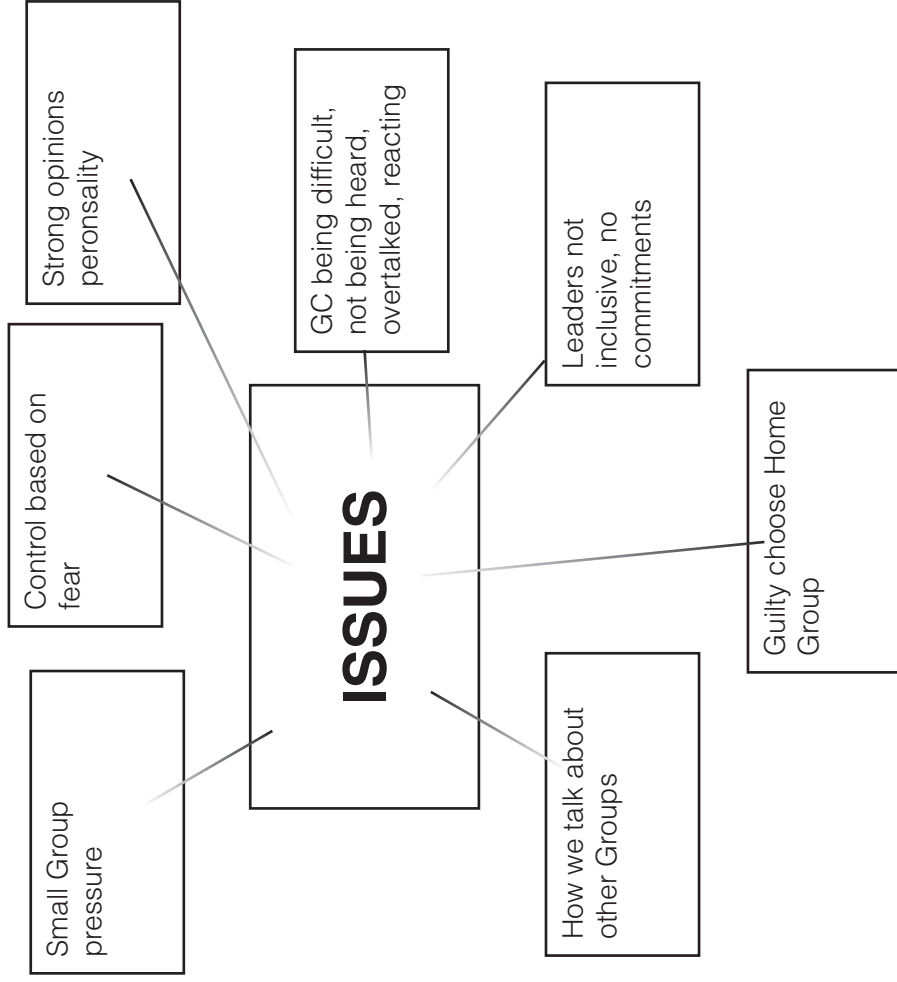 Small Group
pressure
Control based on
fear
Strong opinions
peronsality
ISSUES
GC being difficult,
not being heard,
overtalked, reacting
How we talk about
other Groups
Leaders not
inclusive, no
commitments
Guilty choose Home
Group